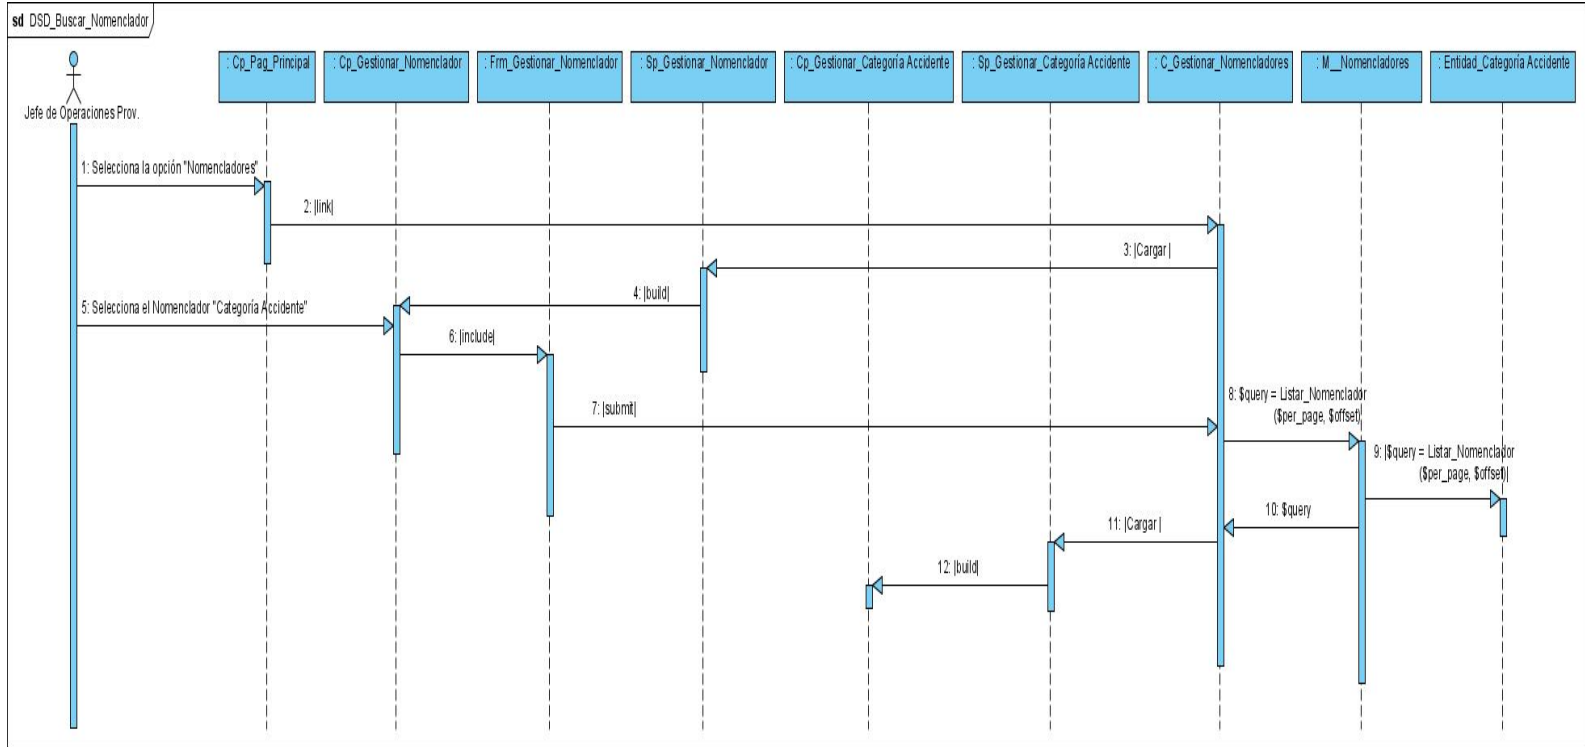 sd DSD_Buscar_Nomenclador
: Cp_Pag_Principal
: Cp_Gestionar_Nomenclador
: Frm_Gestionar_Nomenclador
: Sp_Gestionar_Nomenclador
: Cp_Gestionar_Categoría Accidente
: Sp_Gestionar_Categoría Accidente
: C_Gestionar_Nomencladores
: M__Nomencladores
: Entidad_Categoría Accidente
Jefe de Operaciones Prov.
1: Selecciona la opción "Nomencladores"
2: |link|
3: |Cargar |
4: |build|
5: Selecciona el Nomenclador "Categoría Accidente"
6: |include|
7: |submit|
8: $query = Listar_Nomenclador
($per_page, $offset)
9: |$query = Listar_Nomenclador
($per_page, $offset)|
10: $query
11: |Cargar |
12: |build|